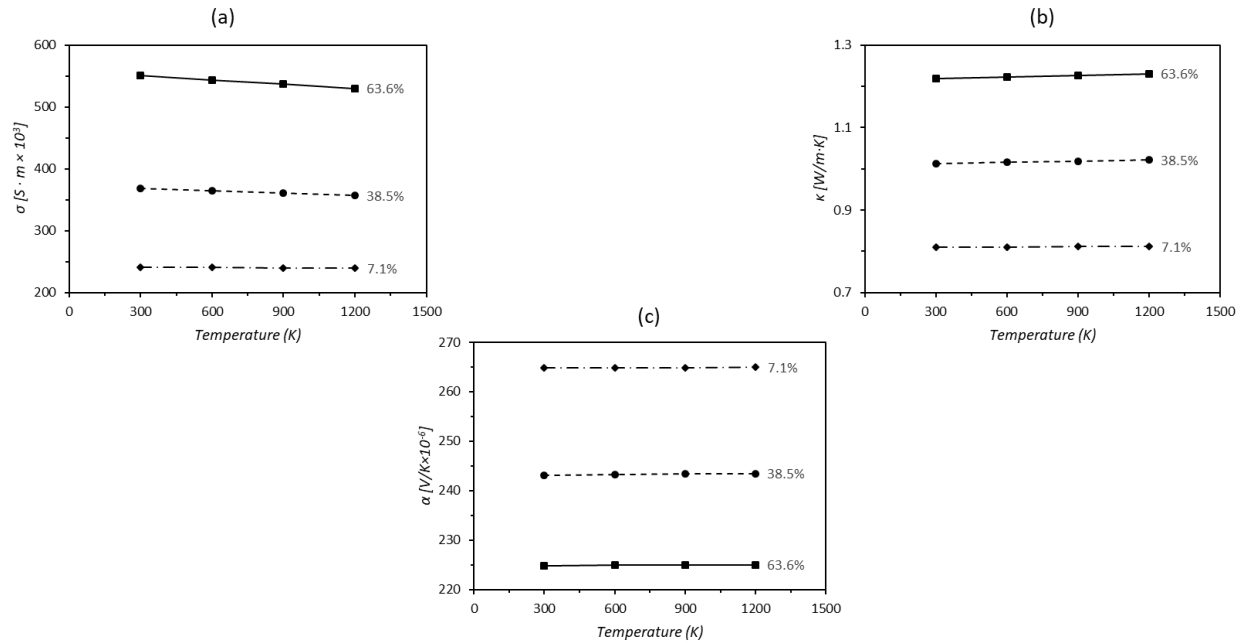 (a)
600
500
400
300
200
σ [S · m × 10³]
63.6%
38.5%
7.1%
0 300 600 900 1200 1500
Temperature (K)
(b)
1.3
1.1
0.9
0.7
κ [W/m·K]
63.6%
38.5%
7.1%
0 300 600 900 1200 1500
Temperature (K)
(c)
270
260
250
240
230
220
α [V/K×10⁻⁶]
7.1%
38.5%
63.6%
0 300 600 900 1200 1500
Temperature (K)